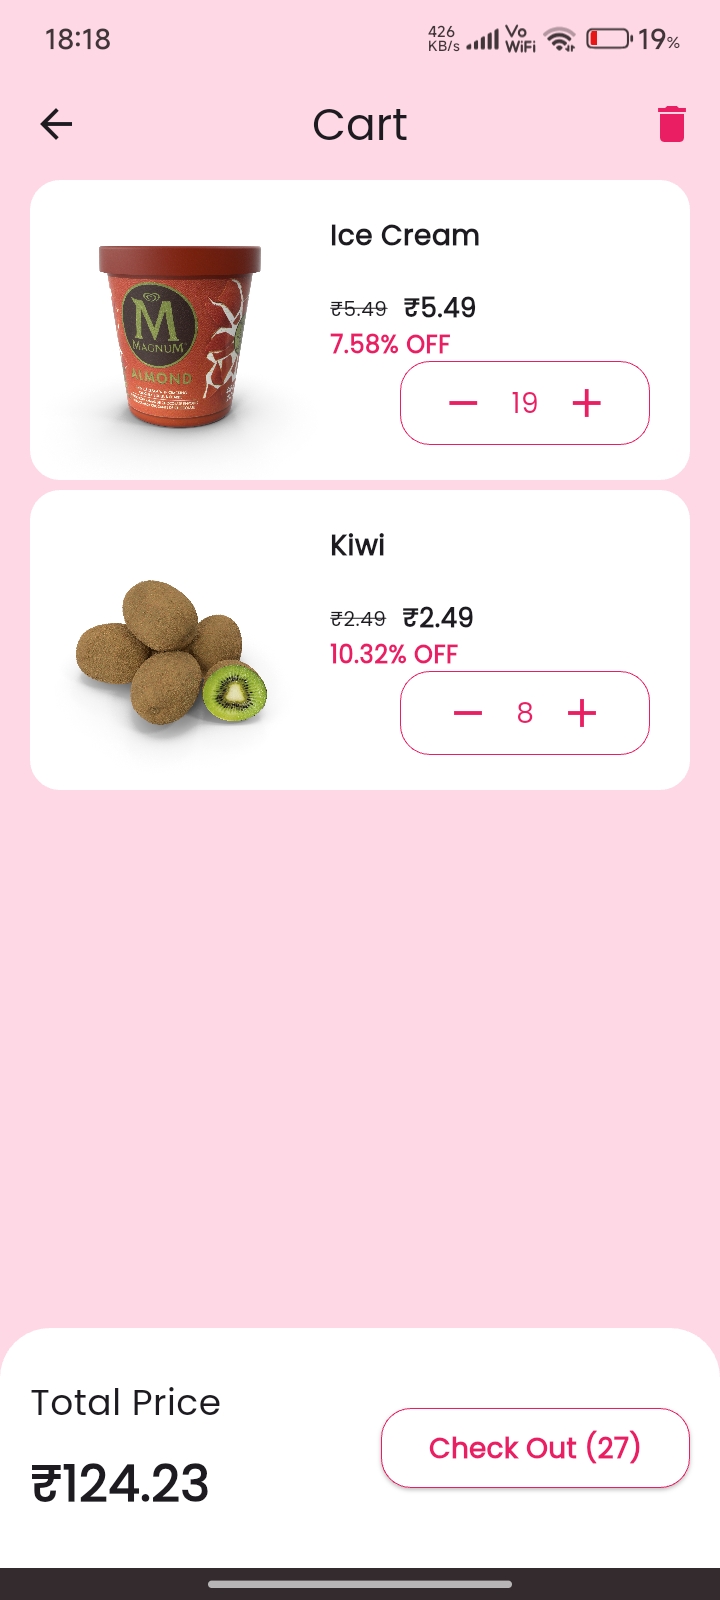 18:18
426 KB/s Vo WiFi 19%
Cart
Ice Cream
₹5.49 ₹5.49
7.58% OFF
19
M
MAGNUM
ALMOND
Kiwi
₹2.49 ₹2.49
10.32% OFF
8
Total Price
₹124.23
Check Out (27)